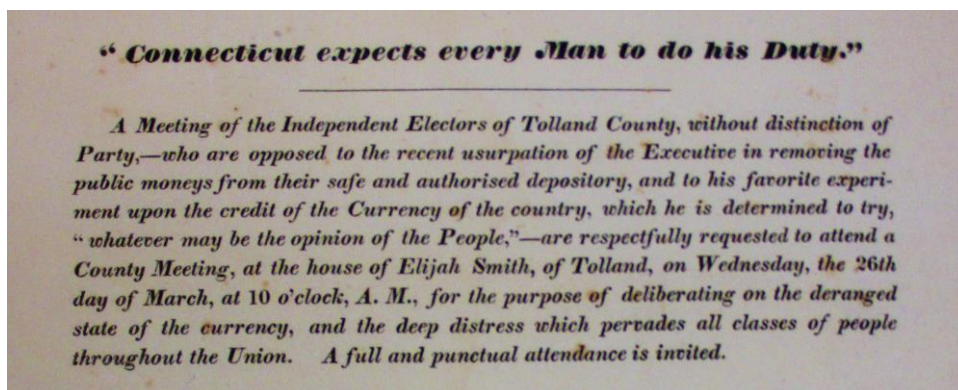 “ Connecticut expects every Man to do his Duty.”
A Meeting of the Independent Electors of Tolland County, without distinction of
Party,—who are opposed to the recent usurpation of the Executive in removing the
public moneys from their safe and authorised depository, and to his favorite experi-
ment upon the credit of the Currency of the country, which he is determined to try,
“ whatever may be the opinion of the People,”—are respectfully requested to attend a
County Meeting, at the house of Elijah Smith, of Tolland, on Wednesday, the 26th
day of March, at 10 o'clock, A. M., for the purpose of deliberating on the deranged
state of the currency, and the deep distress which pervades all classes of people
throughout the Union. A full and punctual attendance is invited.